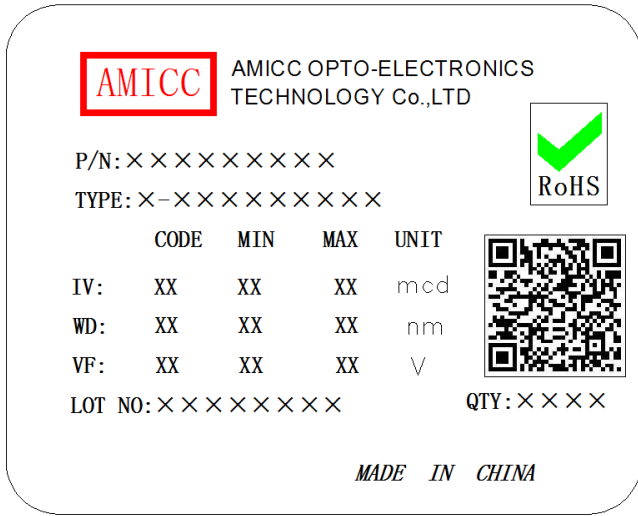 AMICC
AMICC OPTO-ELECTRONICS
TECHNOLOGY Co.,LTD
RoHS
P/N:×××××××××
TYPE:×-×××××××××
CODE MIN MAX UNIT
IV: XX XX XX mcd
WD: XX XX XX nm
VF: XX XX XX V
LOT NO:××××××××
QTY:××××
MADE IN CHINA